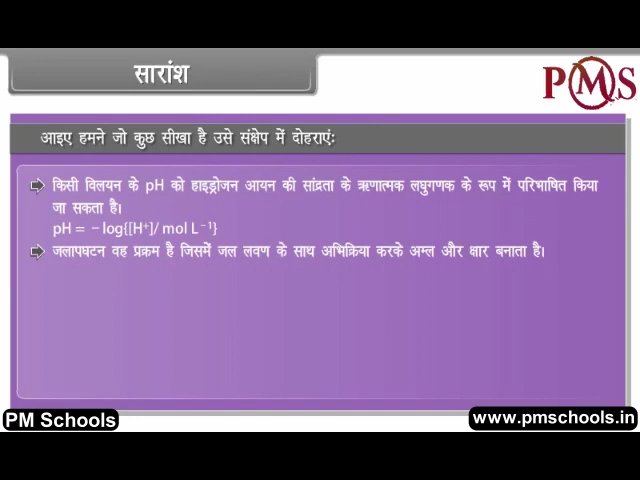 सारांश
PMS
आइए हमने जो कुछ सीखा है उसे संक्षेप में दोहराएं:
किसी विलयन के pH को हाइड्रोजन आयन की सांद्रता के ऋणात्मक लघुगणक के रूप में परिभाषित किया
जा सकता है।
pH = − log{[H⁺]/ mol L⁻¹}
जलापघटन वह प्रक्रम है जिसमें जल लवण के साथ अभिक्रिया करके अम्ल और क्षार बनाता है।
PM Schools
www.pmschools.in